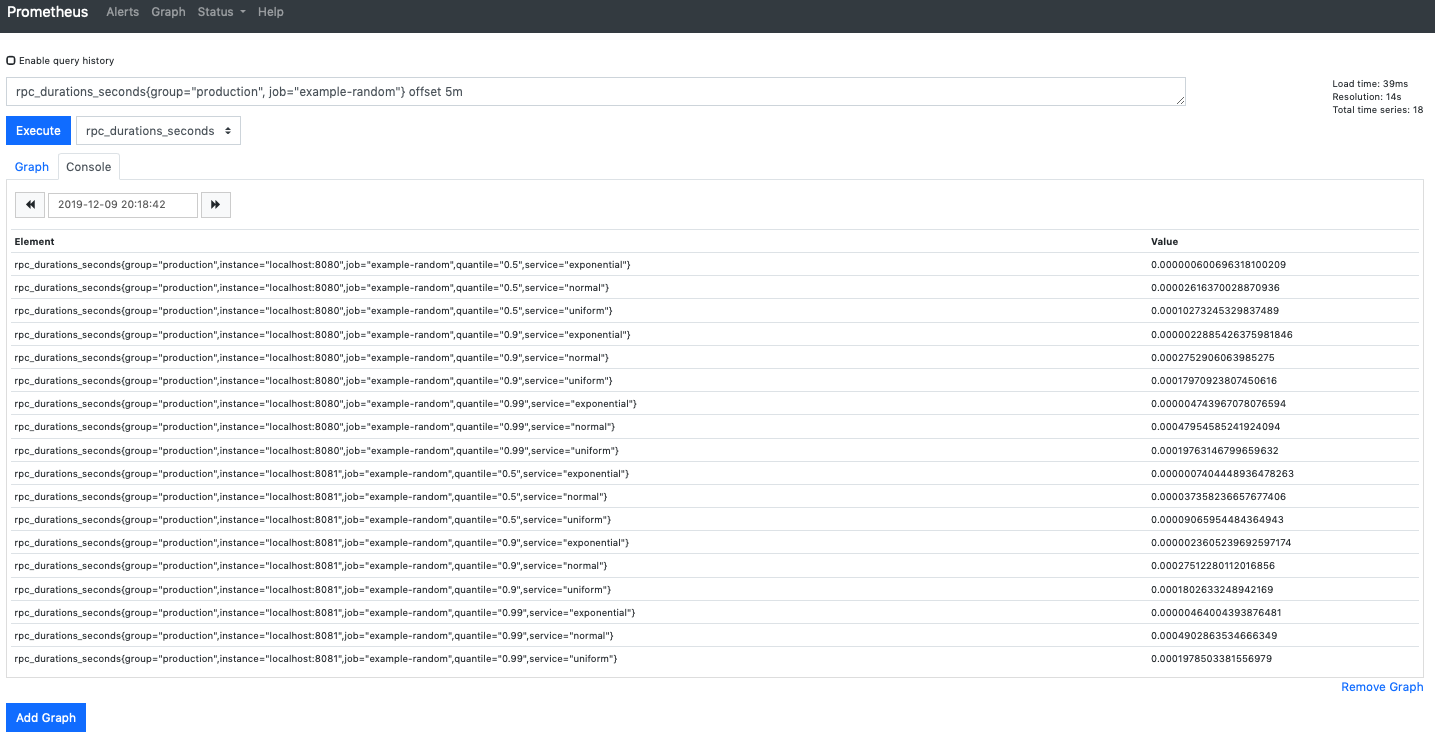 Prometheus Alerts Graph Status Help
Enable query history
rpc_durations_seconds{group="production", job="example-random"} offset 5m
Load time: 39ms
Resolution: 14s
Total time series: 18
Execute rpc_durations_seconds
Graph Console
2019-12-09 20:18:42
Element Value
rpc_durations_seconds{group="production",instance="localhost:8080",job="example-random",quantile="0.5",service="exponential"} 0.000000600696318100209
rpc_durations_seconds{group="production",instance="localhost:8080",job="example-random",quantile="0.5",service="normal"} 0.00002616370028870936
rpc_durations_seconds{group="production",instance="localhost:8080",job="example-random",quantile="0.5",service="uniform"} 0.00010273245329837489
rpc_durations_seconds{group="production",instance="localhost:8080",job="example-random",quantile="0.9",service="exponential"} 0.0000022885426375981846
rpc_durations_seconds{group="production",instance="localhost:8080",job="example-random",quantile="0.9",service="normal"} 0.0002752906063985275
rpc_durations_seconds{group="production",instance="localhost:8080",job="example-random",quantile="0.9",service="uniform"} 0.00017970923807450616
rpc_durations_seconds{group="production",instance="localhost:8080",job="example-random",quantile="0.99",service="exponential"} 0.000004743967078076594
rpc_durations_seconds{group="production",instance="localhost:8080",job="example-random",quantile="0.99",service="normal"} 0.00047954585241924094
rpc_durations_seconds{group="production",instance="localhost:8080",job="example-random",quantile="0.99",service="uniform"} 0.00019763146799659632
rpc_durations_seconds{group="production",instance="localhost:8081",job="example-random",quantile="0.5",service="exponential"} 0.0000007404448936478263
rpc_durations_seconds{group="production",instance="localhost:8081",job="example-random",quantile="0.5",service="normal"} 0.000037358236657677406
rpc_durations_seconds{group="production",instance="localhost:8081",job="example-random",quantile="0.5",service="uniform"} 0.00009065954484364943
rpc_durations_seconds{group="production",instance="localhost:8081",job="example-random",quantile="0.9",service="exponential"} 0.0000023605239692597174
rpc_durations_seconds{group="production",instance="localhost:8081",job="example-random",quantile="0.9",service="normal"} 0.00027512280112016856
rpc_durations_seconds{group="production",instance="localhost:8081",job="example-random",quantile="0.9",service="uniform"} 0.0001802633248942169
rpc_durations_seconds{group="production",instance="localhost:8081",job="example-random",quantile="0.99",service="exponential"} 0.00000464004393876481
rpc_durations_seconds{group="production",instance="localhost:8081",job="example-random",quantile="0.99",service="normal"} 0.0004902863534666349
rpc_durations_seconds{group="production",instance="localhost:8081",job="example-random",quantile="0.99",service="uniform"} 0.0001978503381556979
Remove Graph
Add Graph